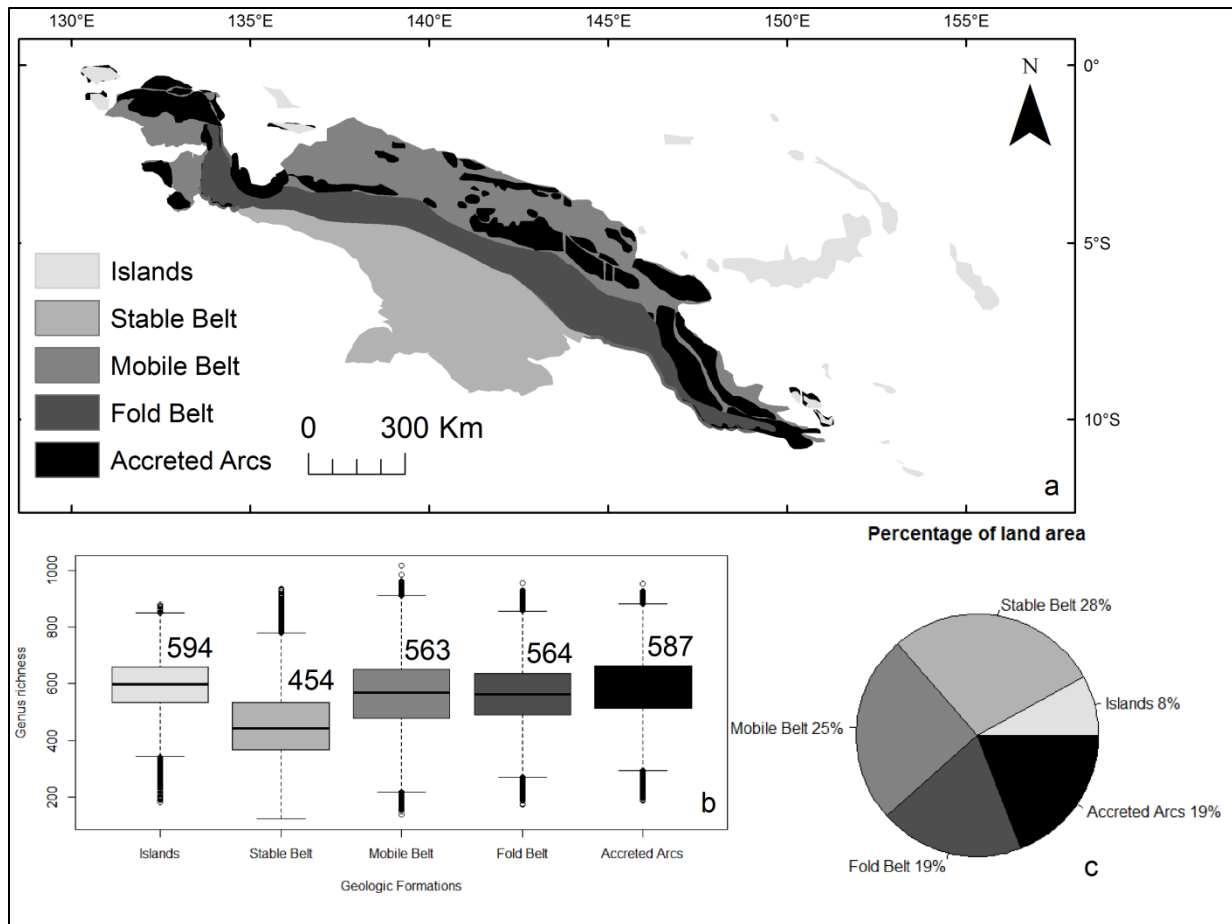 130°E 135°E 140°E 145°E 150°E 155°E
0°
N
5°S
10°S
Islands
Stable Belt
Mobile Belt
Fold Belt
Accreted Arcs
0 300 Km
a
Genus richness
1000
800
600
400
200
594
454
563
564
587
b
Islands Stable Belt Mobile Belt Fold Belt Accreted Arcs
Geologic Formations
Percentage of land area
Stable Belt 28%
Islands 8%
Mobile Belt 25%
Accreted Arcs 19%
Fold Belt 19%
c